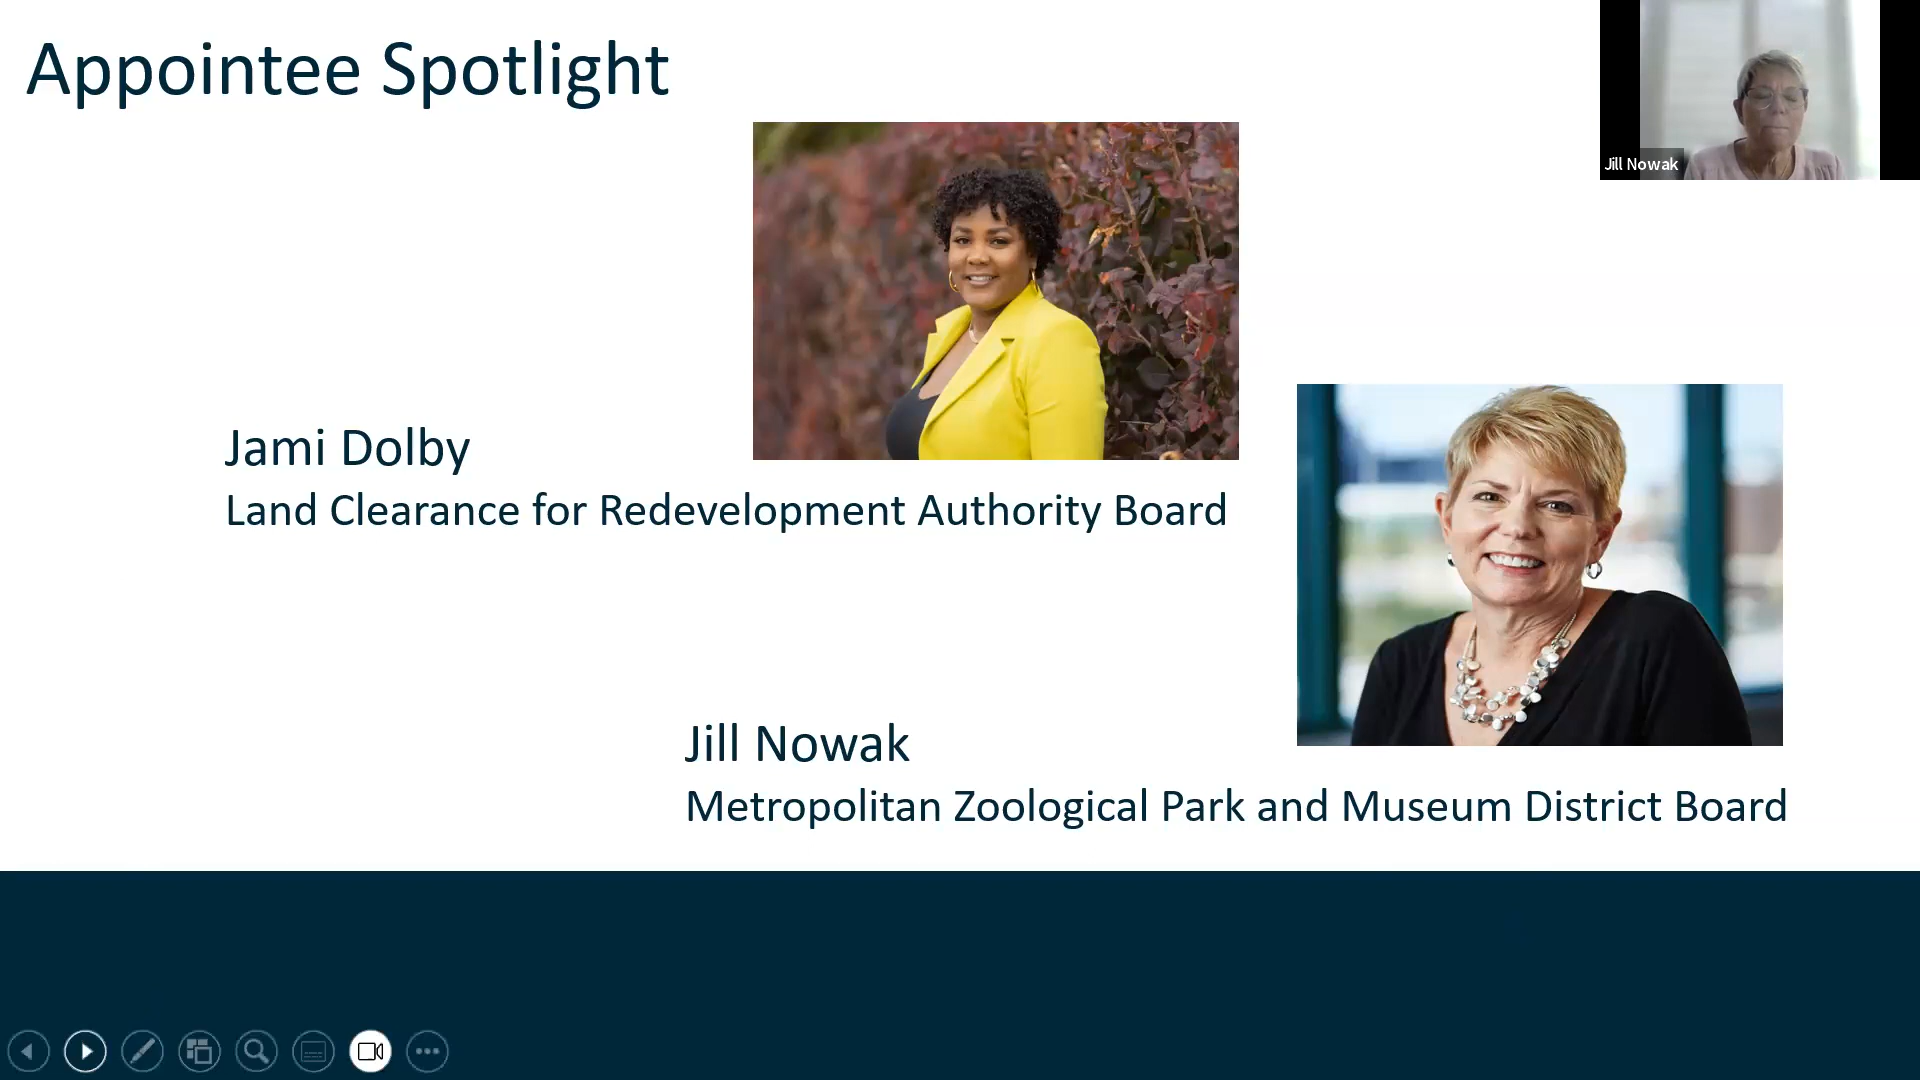 Appointee Spotlight
Jill Nowak
Jami Dolby
Land Clearance for Redevelopment Authority Board
Jill Nowak
Metropolitan Zoological Park and Museum District Board